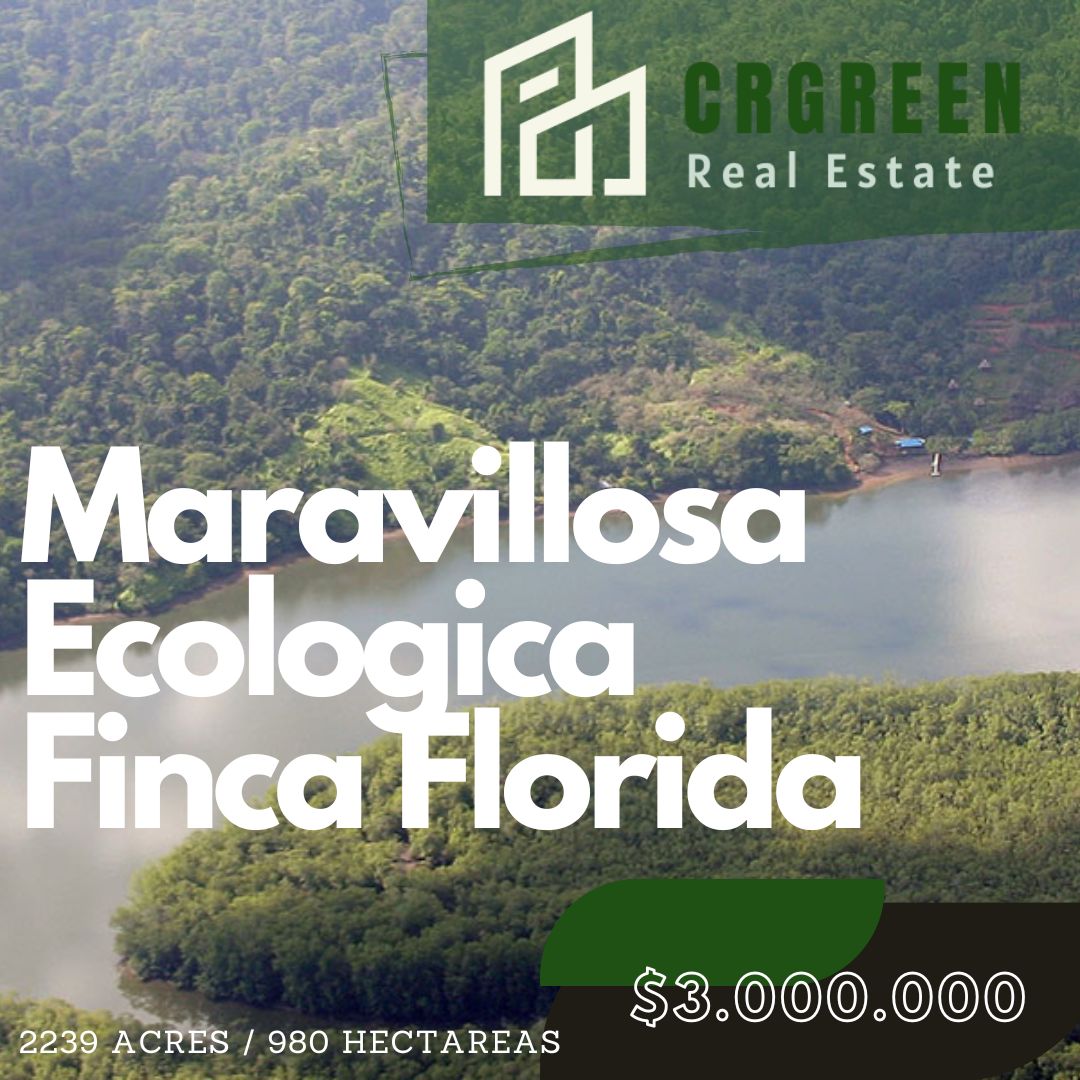 CRGREEN
Real Estate
Maravillosa
Ecologica
Finca Florida
$3.000.000
2239 ACRES / 980 HECTAREAS